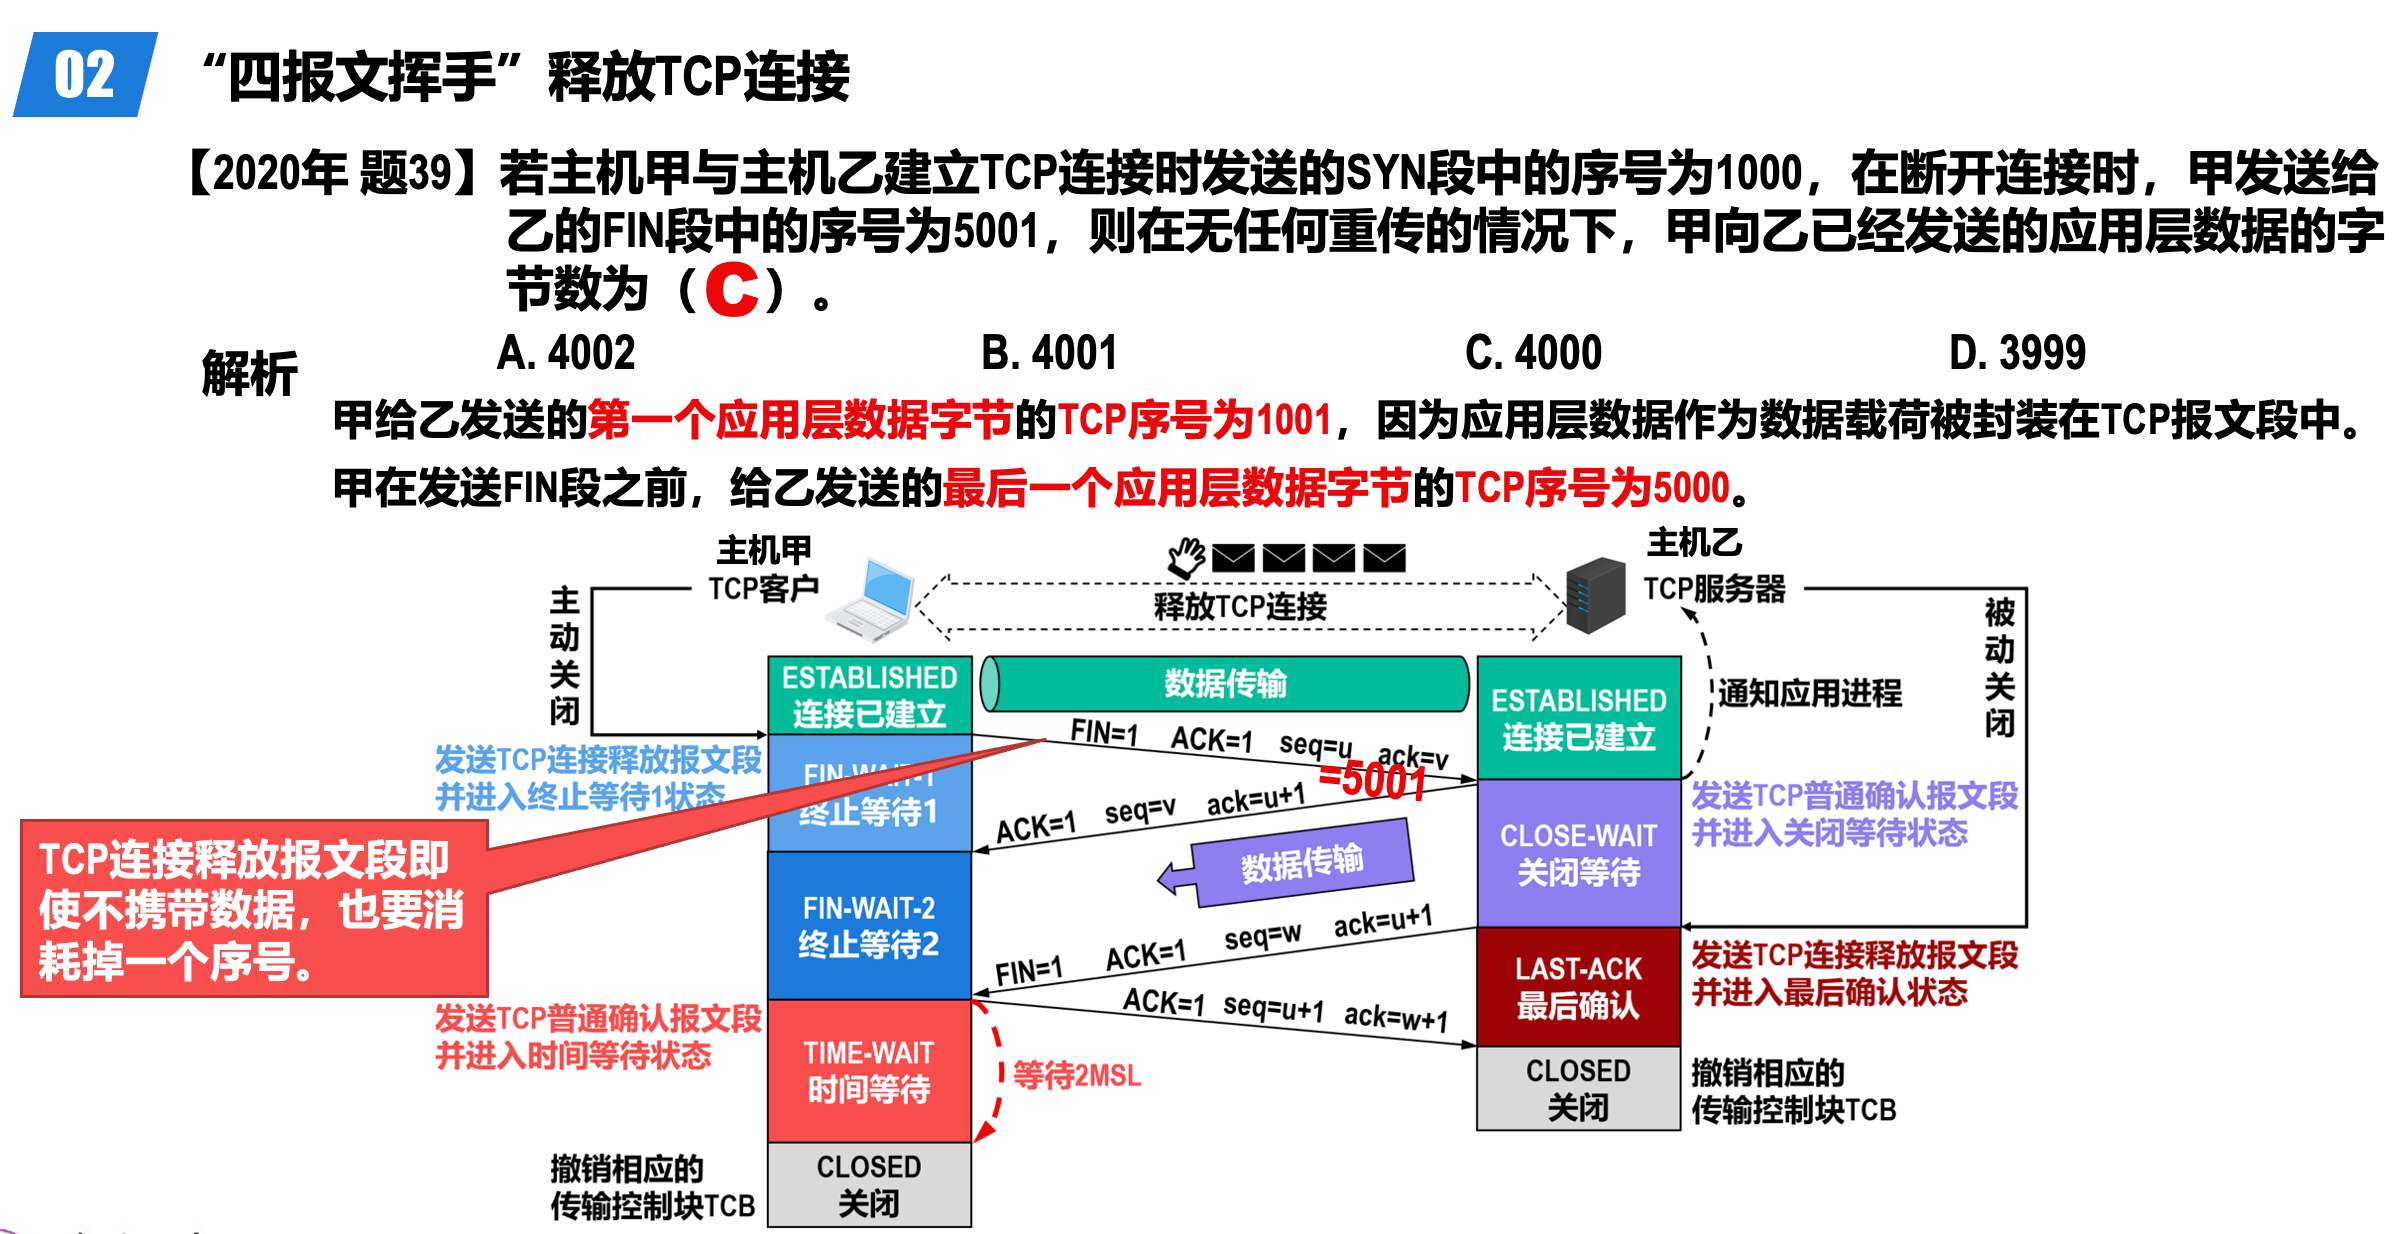 02
“四报文挥手”释放TCP连接
【2020年 题39】若主机甲与主机乙建立TCP连接时发送的SYN段中的序号为1000，在断开连接时，甲发送给
乙的FIN段中的序号为5001，则在无任何重传的情况下，甲向乙已经发送的应用层数据的字
节数为（C）。
A. 4002 B. 4001 C. 4000 D. 3999
解析
甲给乙发送的第一个应用层数据字节的TCP序号为1001，因为应用层数据作为数据载荷被封装在TCP报文段中。
甲在发送FIN段之前，给乙发送的最后一个应用层数据字节的TCP序号为5000。
主机甲
TCP客户
释放TCP连接
主机乙
TCP服务器
主动关闭
被动关闭
ESTABLISHED
连接已建立
数据传输
ESTABLISHED
连接已建立
通知应用进程
FIN=1 ACK=1 seq=u ack=v
=5001
发送TCP连接释放报文段
并进入终止等待1状态
FIN-WAIT-1
终止等待1
ACK=1 seq=v ack=u+1
发送TCP普通确认报文段
并进入关闭等待状态
CLOSE-WAIT
关闭等待
数据传输
TCP连接释放报文段即
使不携带数据，也要消
耗掉一个序号。
FIN-WAIT-2
终止等待2
FIN=1 ACK=1 seq=w ack=u+1
LAST-ACK
最后确认
发送TCP连接释放报文段
并进入最后确认状态
ACK=1 seq=u+1 ack=w+1
发送TCP普通确认报文段
并进入时间等待状态
TIME-WAIT
时间等待
等待2MSL
CLOSED
关闭
撤销相应的
传输控制块TCB
撤销相应的
传输控制块TCB
CLOSED
关闭